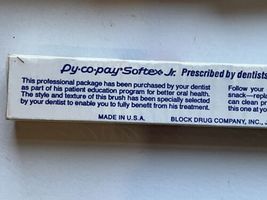 Py-co-pay Softex Jr. Prescribed by dentists
This professional package has been purchased by your dentist
as part of his patient education program for better oral health.
The style and texture of this brush has been specially selected
by your dentist to enable you to fully benefit from his treatment.
Follow your
snack—replac
can clean pr
this one at yo
MADE IN U.S.A.
BLOCK DRUG COMPANY, INC., J